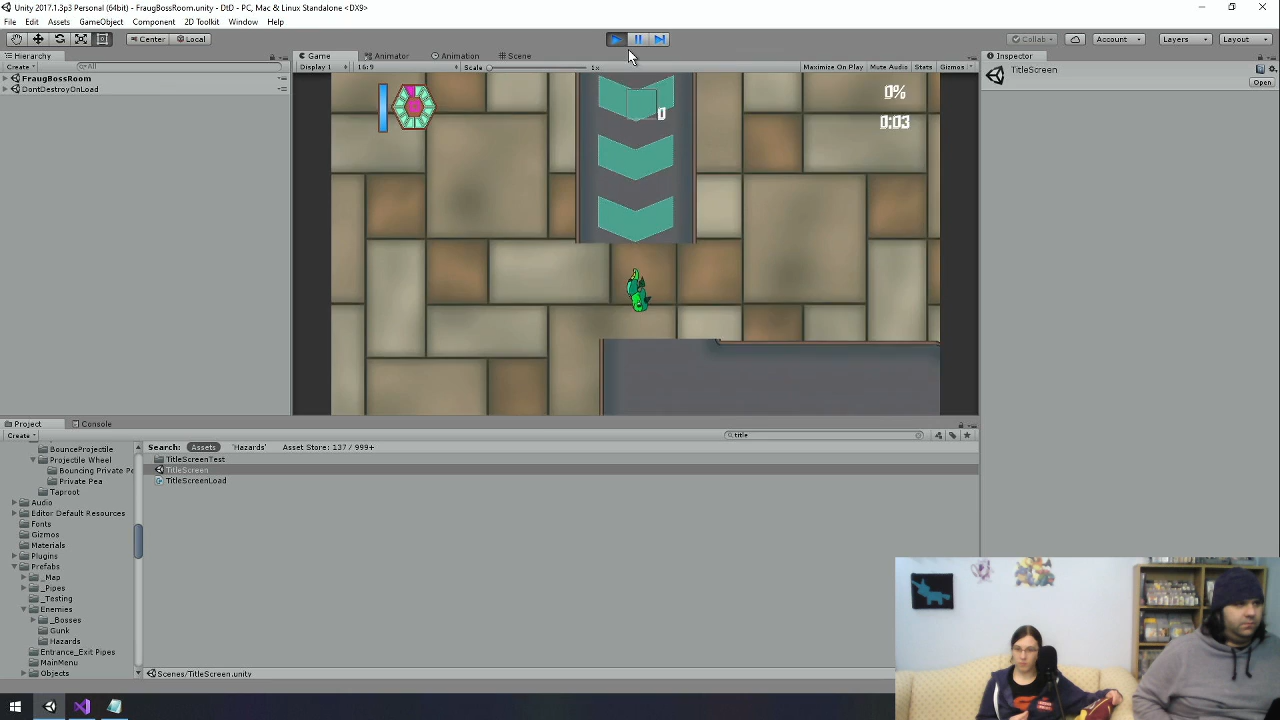 Unity 2017.1.3p3 Personal (64bit) - FraugBossRoom.unity - DtD - PC, Mac & Linux Standalone <DX9>
File Edit Assets GameObject Component 2D Toolkit Window Help
Center Local Collab Account Layers Layout
Hierarchy Game Animator Animation Scene Inspector
Create All Display 1 16:9 Scale 1x Maximize On Play Mute Audio Stats Gizmos TitleScreen
FraugBossRoom Open
DontDestroyOnLoad
0%
0
0:03
Project Console
Create Search: Assets 'Hazards' Asset Store: 137 / 999+ title
BounceProjectile TitleScreenTest
Projectile Wheel
Bouncing Private Pe TitleScreen
Private Pea TitleScreenLoad
Taproot
Audio
Editor Default Resources
Fonts
Gizmos
Materials
Plugins
Prefabs
_Map
_Pipes
_Testing
Enemies
_Bosses
Gunk
Hazards
Entrance_Exit Pipes
MainMenu
Objects Scenes/TitleScreen.unity